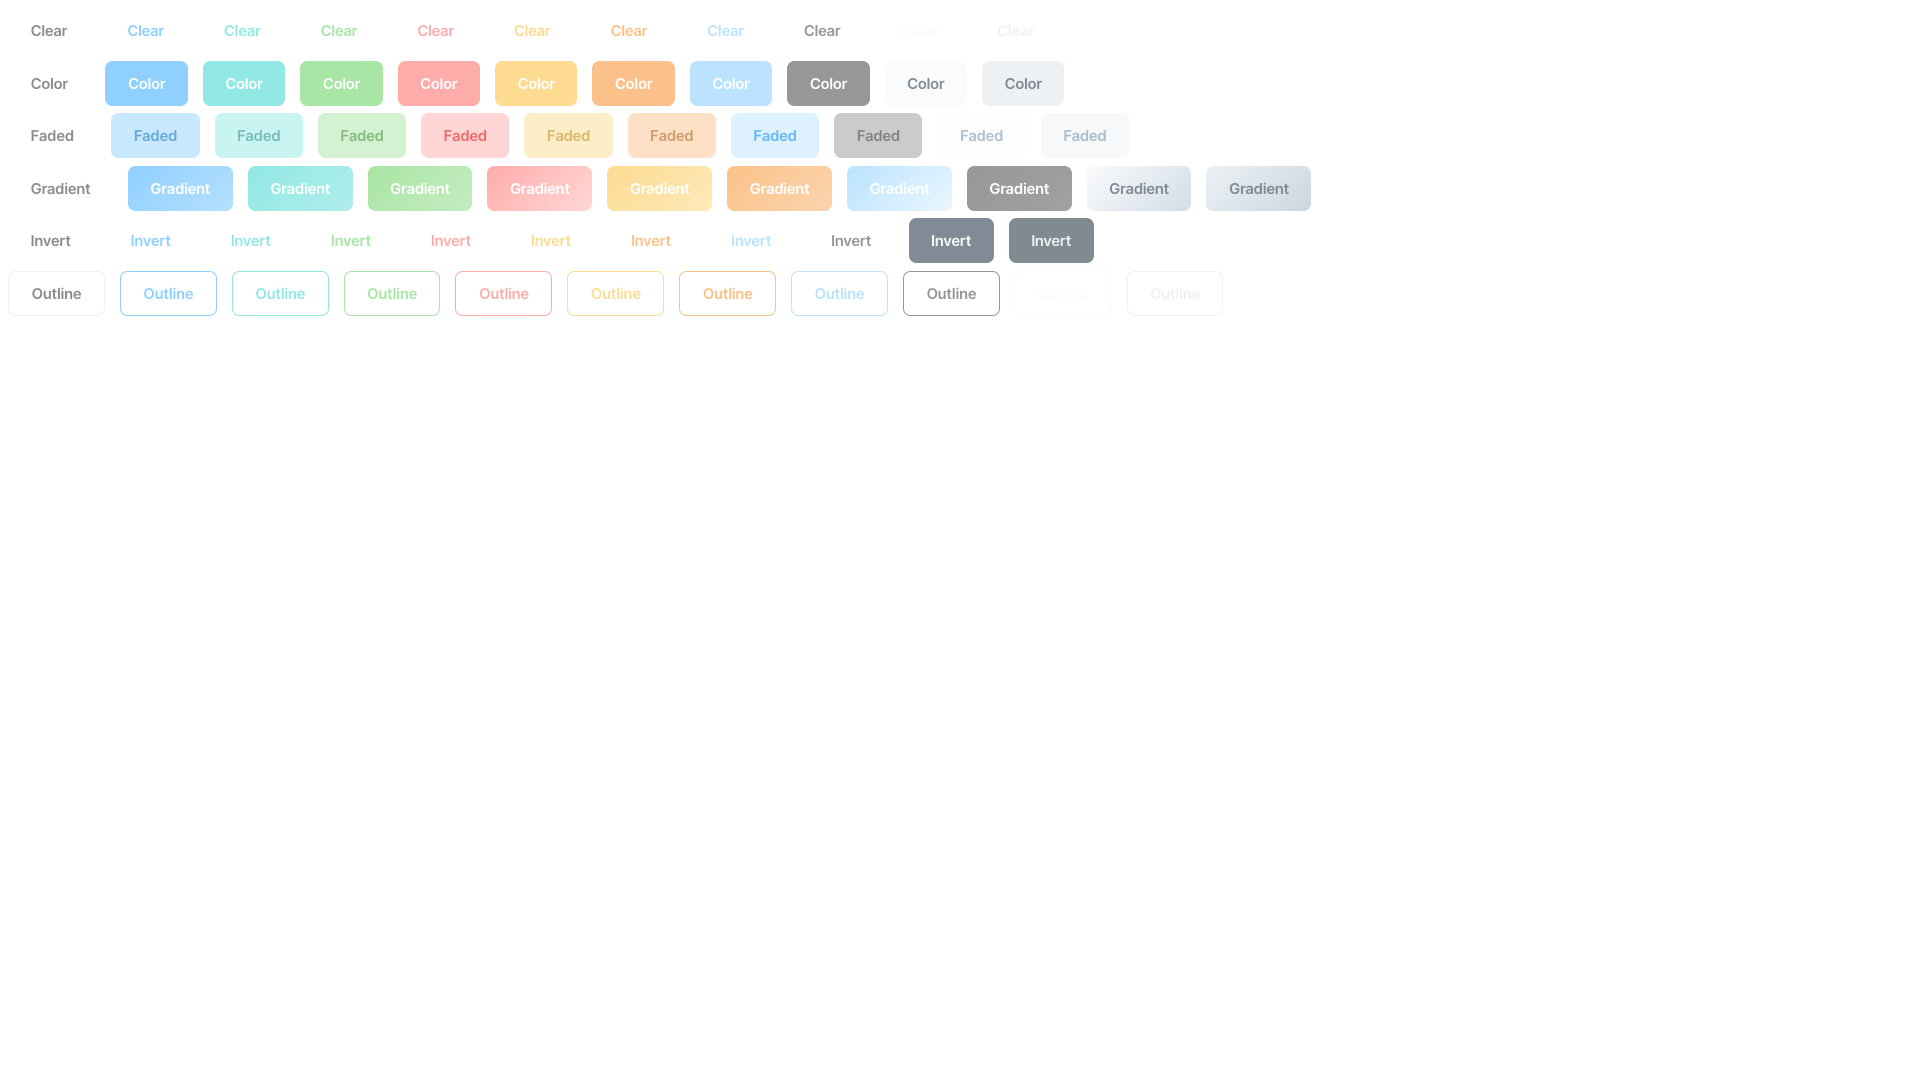 Clear Clear Clear Clear Clear Clear Clear Clear Clear Clear Clear
Color Color Color Color Color Color Color Color Color Color Color
Faded Faded Faded Faded Faded Faded Faded Faded Faded Faded Faded
Gradient Gradient Gradient Gradient Gradient Gradient Gradient Gradient Gradient Gradient Gradient
Invert Invert Invert Invert Invert Invert Invert Invert Invert Invert Invert
Outline Outline Outline Outline Outline Outline Outline Outline Outline Outline Outline